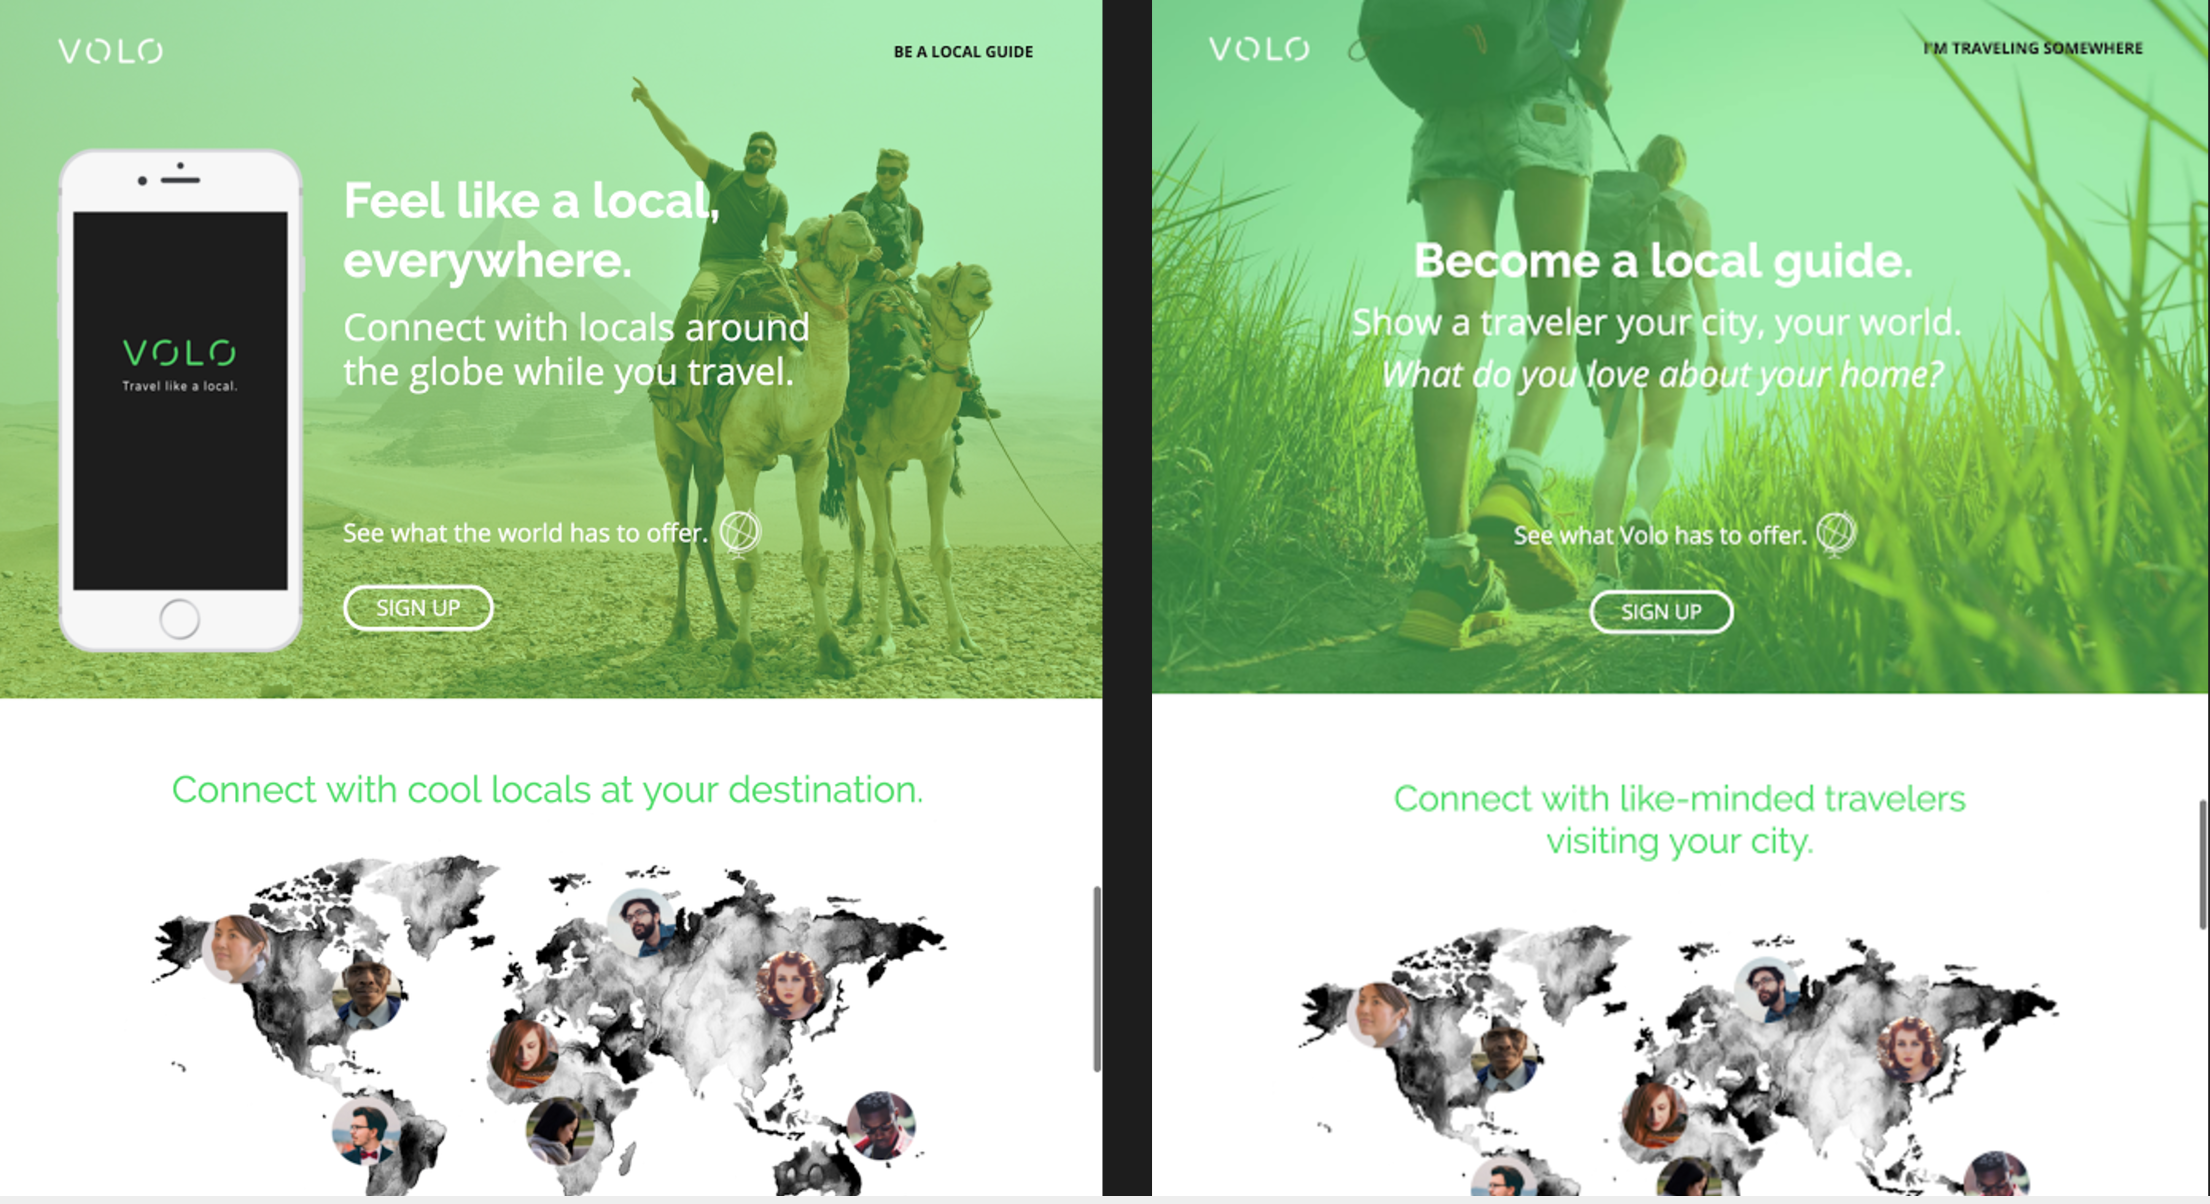 VOLO
BE A LOCAL GUIDE
Feel like a local,
everywhere.
Connect with locals around
the globe while you travel.
VOLO
Travel like a local.
See what the world has to offer.
SIGN UP
Connect with cool locals at your destination.
VOLO
I'M TRAVELING SOMEWHERE
Become a local guide.
Show a traveler your city, your world.
What do you love about your home?
See what Volo has to offer.
SIGN UP
Connect with like-minded travelers
visiting your city.